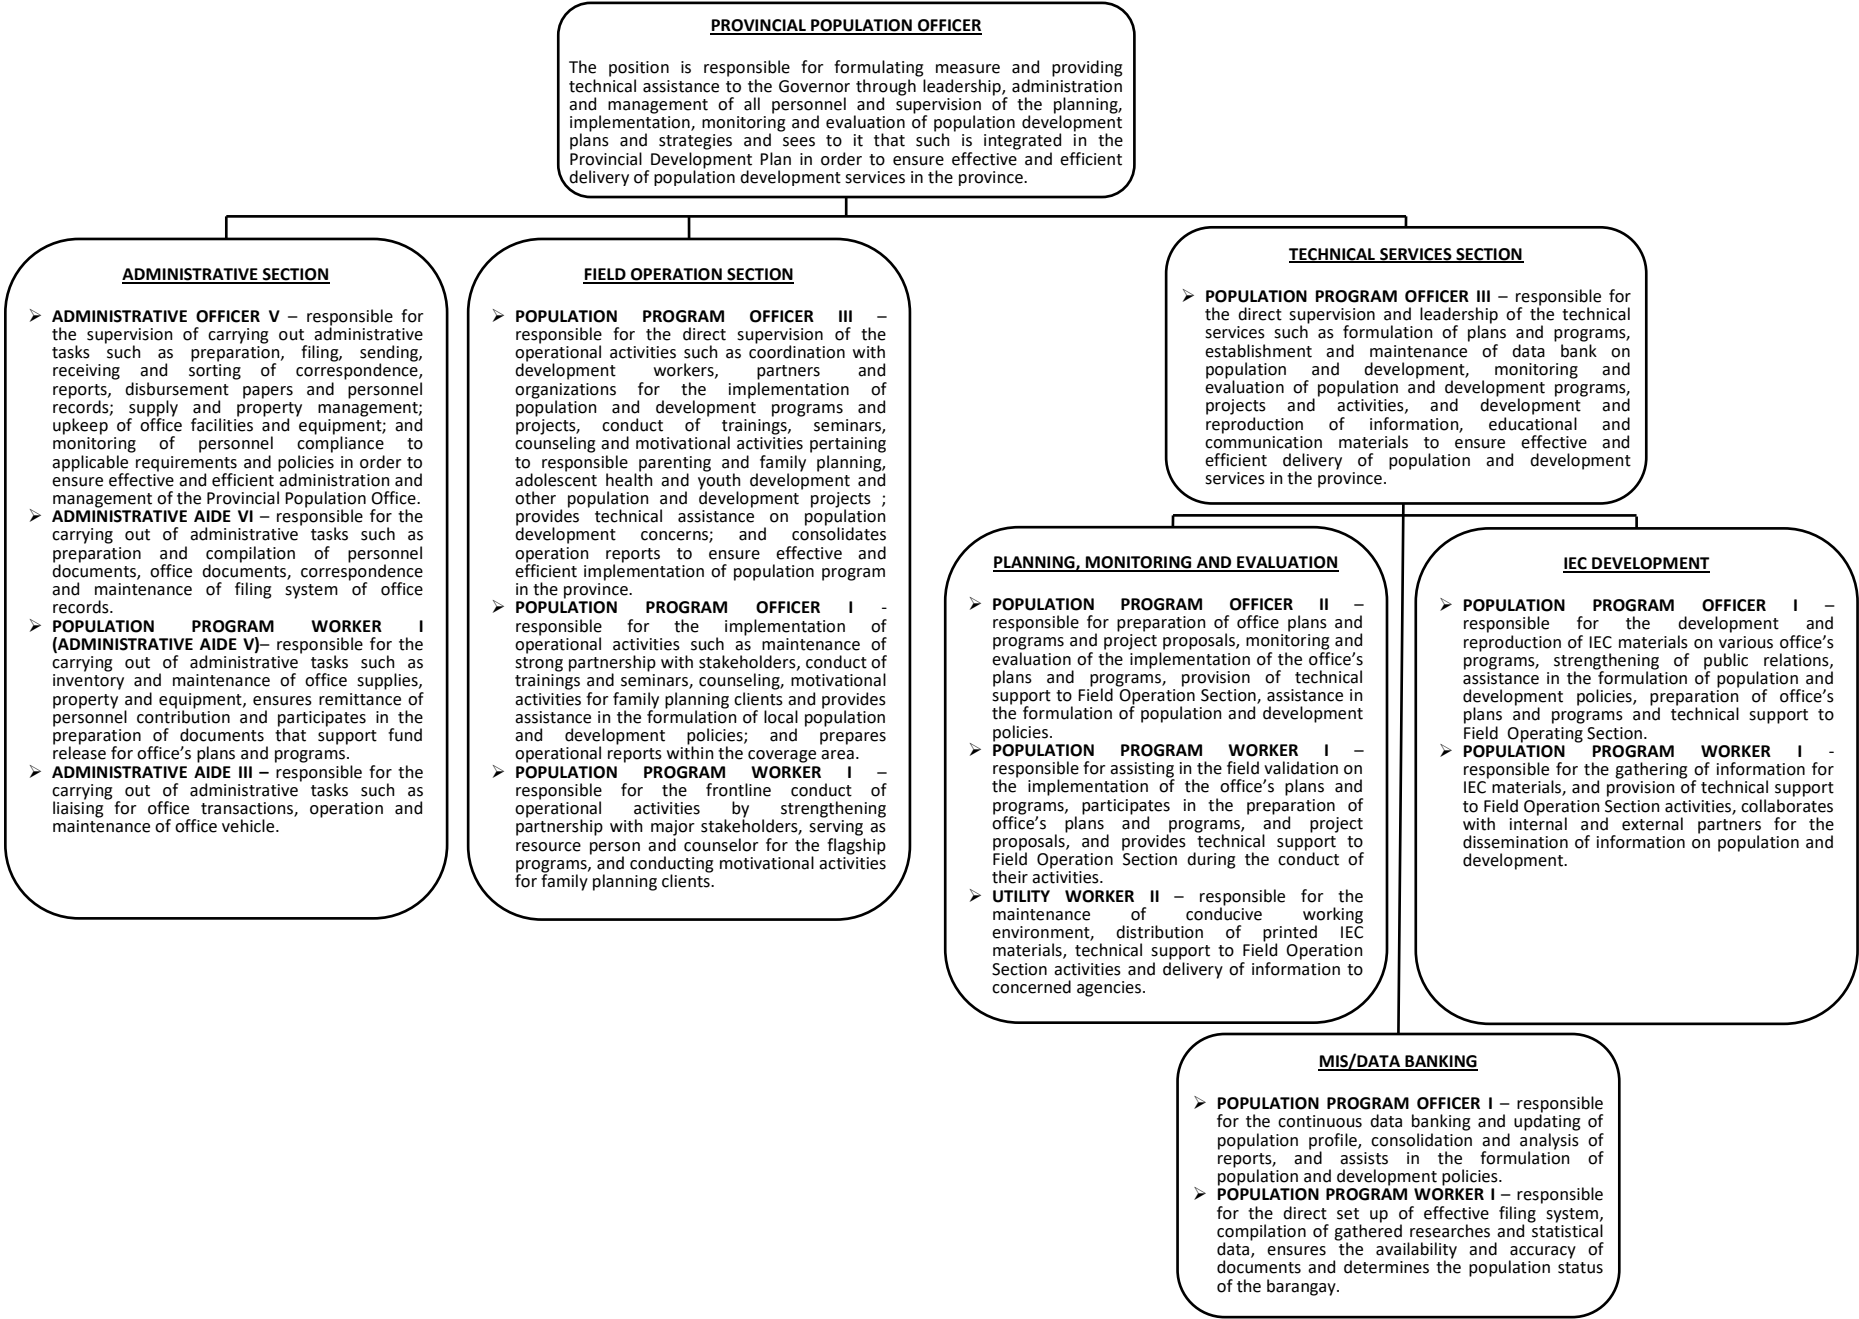 PROVINCIAL POPULATION OFFICER
The position is responsible for formulating measure and providing
technical assistance to the Governor through leadership, administration
and management of all personnel and supervision of the planning,
implementation, monitoring and evaluation of population development
plans and strategies and sees to it that such is integrated in the
Provincial Development Plan in order to ensure effective and efficient
delivery of population development services in the province.
ADMINISTRATIVE SECTION
➢ ADMINISTRATIVE OFFICER V – responsible for
the supervision of carrying out administrative
tasks such as preparation, filing, sending,
receiving and sorting of correspondence,
reports, disbursement papers and personnel
records; supply and property management;
upkeep of office facilities and equipment; and
monitoring of personnel compliance to
applicable requirements and policies in order to
ensure effective and efficient administration and
management of the Provincial Population Office.
➢ ADMINISTRATIVE AIDE VI – responsible for the
carrying out of administrative tasks such as
preparation and compilation of personnel
documents, office documents, correspondence
and maintenance of filing system of office
records.
➢ POPULATION PROGRAM WORKER I
(ADMINISTRATIVE AIDE V)– responsible for the
carrying out of administrative tasks such as
inventory and maintenance of office supplies,
property and equipment, ensures remittance of
personnel contribution and participates in the
preparation of documents that support fund
release for office’s plans and programs.
➢ ADMINISTRATIVE AIDE III – responsible for the
carrying out of administrative tasks such as
liaising for office transactions, operation and
maintenance of office vehicle.
FIELD OPERATION SECTION
➢ POPULATION PROGRAM OFFICER III –
responsible for the direct supervision of the
operational activities such as coordination with
development workers, partners and
organizations for the implementation of
population and development programs and
projects, conduct of trainings, seminars,
counseling and motivational activities pertaining
to responsible parenting and family planning,
adolescent health and youth development and
other population and development projects ;
provides technical assistance on population
development concerns; and consolidates
operation reports to ensure effective and
efficient implementation of population program
in the province.
➢ POPULATION PROGRAM OFFICER I -
responsible for the implementation of
operational activities such as maintenance of
strong partnership with stakeholders, conduct of
trainings and seminars, counseling, motivational
activities for family planning clients and provides
assistance in the formulation of local population
and development policies; and prepares
operational reports within the coverage area.
➢ POPULATION PROGRAM WORKER I –
responsible for the frontline conduct of
operational activities by strengthening
partnership with major stakeholders, serving as
resource person and counselor for the flagship
programs, and conducting motivational activities
for family planning clients.
TECHNICAL SERVICES SECTION
➢ POPULATION PROGRAM OFFICER III – responsible for
the direct supervision and leadership of the technical
services such as formulation of plans and programs,
establishment and maintenance of data bank on
population and development, monitoring and
evaluation of population and development programs,
projects and activities, and development and
reproduction of information, educational and
communication materials to ensure effective and
efficient delivery of population and development
services in the province.
PLANNING, MONITORING AND EVALUATION
➢ POPULATION PROGRAM OFFICER II –
responsible for preparation of office plans and
programs and project proposals, monitoring and
evaluation of the implementation of the office’s
plans and programs, provision of technical
support to Field Operation Section, assistance in
the formulation of population and development
policies.
➢ POPULATION PROGRAM WORKER I –
responsible for assisting in the field validation on
the implementation of the office’s plans and
programs, participates in the preparation of
office’s plans and programs, and project
proposals, and provides technical support to
Field Operation Section during the conduct of
their activities.
➢ UTILITY WORKER II – responsible for the
maintenance of conducive working
environment, distribution of printed IEC
materials, technical support to Field Operation
Section activities and delivery of information to
concerned agencies.
IEC DEVELOPMENT
➢ POPULATION PROGRAM OFFICER I –
responsible for the development and
reproduction of IEC materials on various office’s
programs, strengthening of public relations,
assistance in the formulation of population and
development policies, preparation of office’s
plans and programs and technical support to
Field Operating Section.
➢ POPULATION PROGRAM WORKER I -
responsible for the gathering of information for
IEC materials, and provision of technical support
to Field Operation Section activities, collaborates
with internal and external partners for the
dissemination of information on population and
development.
MIS/DATA BANKING
➢ POPULATION PROGRAM OFFICER I – responsible
for the continuous data banking and updating of
population profile, consolidation and analysis of
reports, and assists in the formulation of
population and development policies.
➢ POPULATION PROGRAM WORKER I – responsible
for the direct set up of effective filing system,
compilation of gathered researches and statistical
data, ensures the availability and accuracy of
documents and determines the population status
of the barangay.